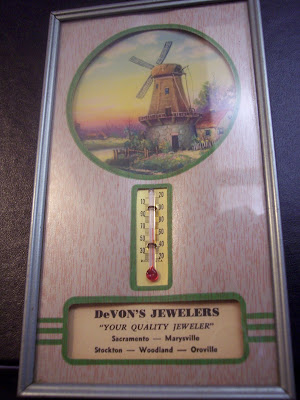 DeVON'S JEWELERS
"YOUR QUALITY JEWELER"
Sacramento — Marysville
Stockton — Woodland — Oroville